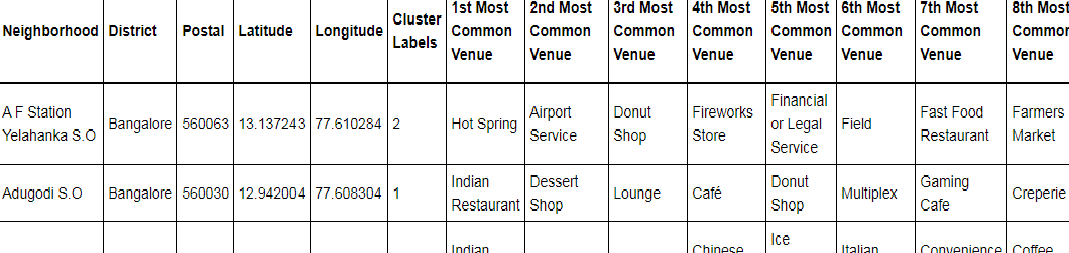 Neighborhood District Postal Latitude Longitude Cluster Labels 1st Most Common Venue 2nd Most Common Venue 3rd Most Common Venue 4th Most Common Venue 5th Most Common Venue 6th Most Common Venue 7th Most Common Venue 8th Most Common Venue
A F Station Yelahanka S.O Bangalore 560063 13.137243 77.610284 2 Hot Spring Airport Service Donut Shop Fireworks Store Financial or Legal Service Field Fast Food Restaurant Farmers Market
Adugodi S.O Bangalore 560030 12.942004 77.608304 1 Indian Restaurant Dessert Shop Lounge Café Donut Shop Multiplex Gaming Cafe Creperie
Indian Chinese Ice Italian Convenience Coffee